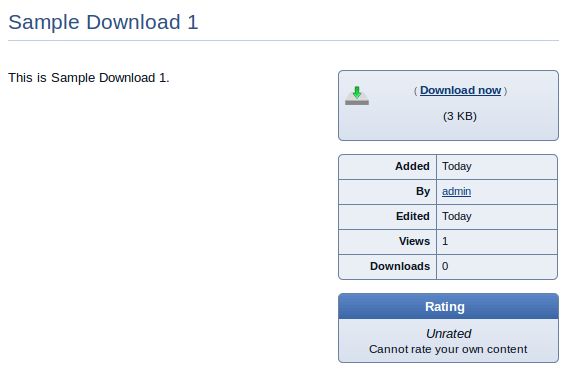 Sample Download 1
This is Sample Download 1.
( Download now )
(3 KB)
Added Today
By admin
Edited Today
Views 1
Downloads 0
Rating
Unrated
Cannot rate your own content